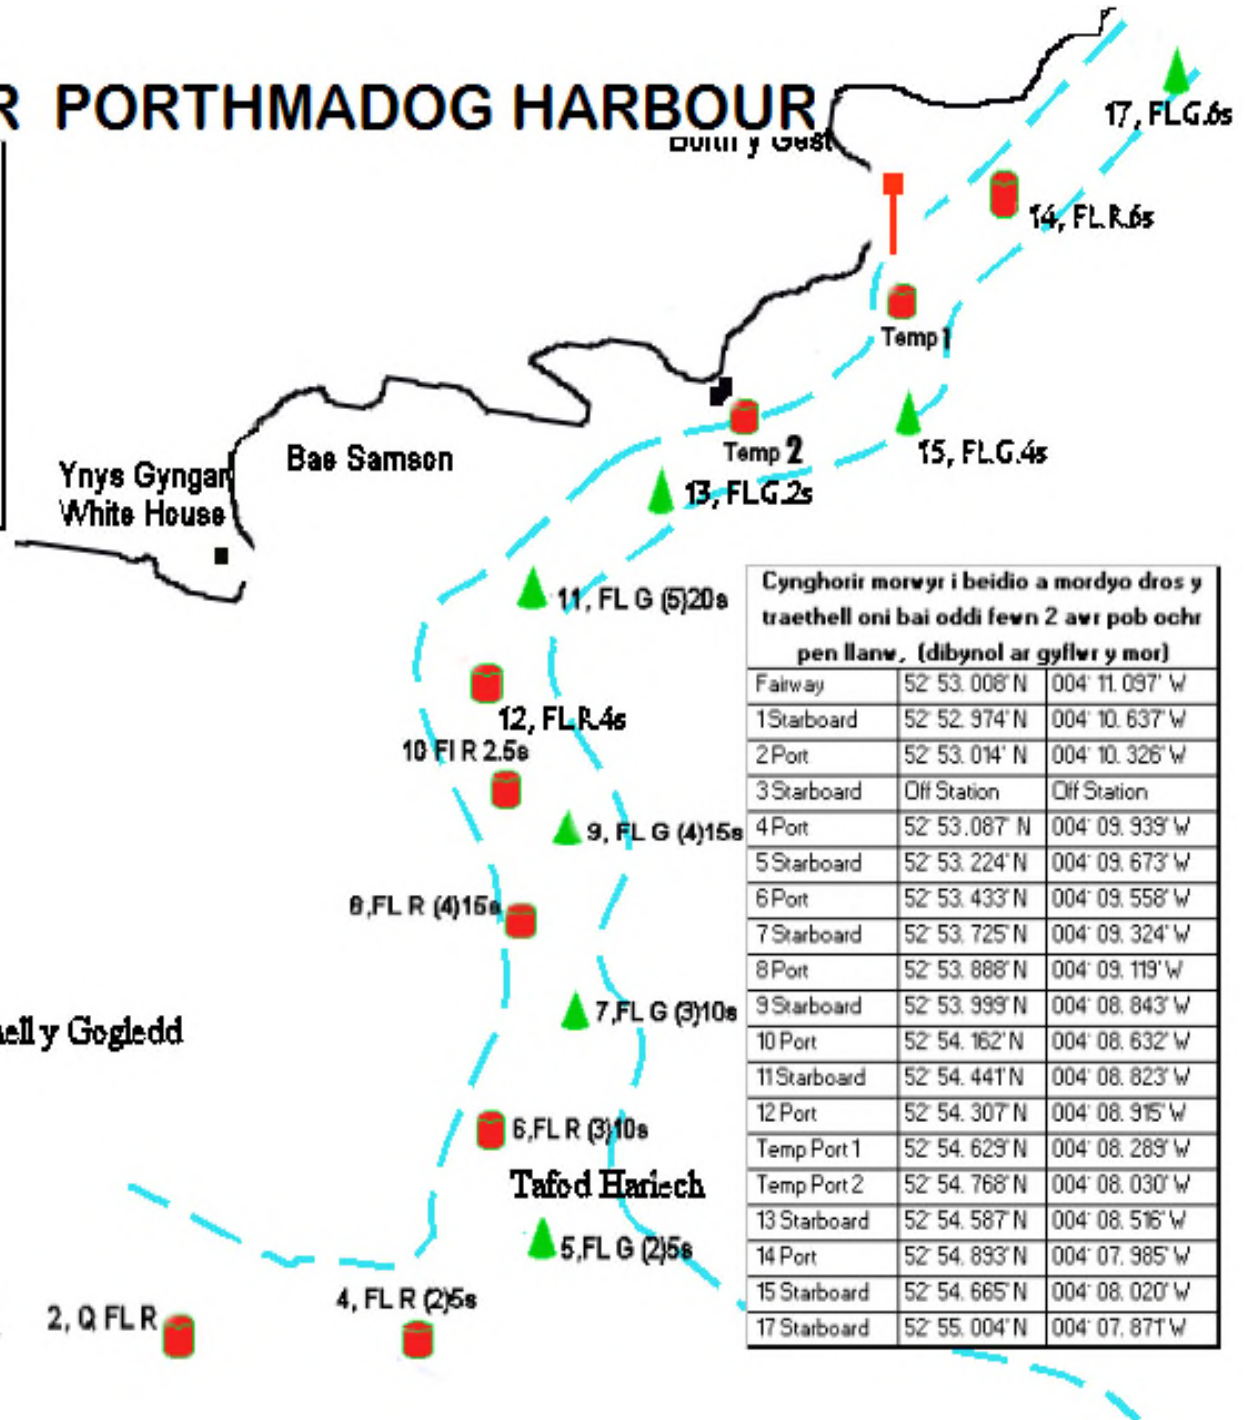 R PORTHMADOG HARBOUR
17, FL.G.6s
14, FL.R.6s
Temp 1
Temp 2
15, FL.G.4s
Bae Samson
Ynys Gyngar
White House
13, FL.G.2s
11, FL G (5)20s
12, FL.R.4s
10 Fl R 2.5s
9, FL G (4)15s
8,FL R (4)15s
7,FL G (3)10s
y Gogledd
6,FL R (3)10s
Tafod Hariech
5,FL G (2)5s
4, FL R (2)5s
2, Q FL R
Cynghorir morwyr i beidio a mordyo dros y
traethell oni bai oddi fewn 2 awr pob ochr
pen llanw, (dibynol ar gyflwr y mor)
Fairway 52° 53. 008' N 004° 11. 097' W
1 Starboard 52° 52. 974' N 004° 10. 637' W
2 Port 52° 53. 014' N 004° 10. 326' W
3 Starboard Off Station Off Station
4 Port 52° 53.087' N 004° 09. 939' W
5 Starboard 52° 53. 224' N 004° 09. 673' W
6 Port 52° 53. 433' N 004° 09. 558' W
7 Starboard 52° 53. 725' N 004° 09. 324' W
8 Port 52° 53. 888' N 004° 09. 119' W
9 Starboard 52° 53. 999' N 004° 08. 843' W
10 Port 52° 54. 162' N 004° 08. 632' W
11 Starboard 52° 54. 441' N 004° 08. 823' W
12 Port 52° 54. 307' N 004° 08. 915' W
Temp Port 1 52° 54. 629' N 004° 08. 289' W
Temp Port 2 52° 54. 768' N 004° 08. 030' W
13 Starboard 52° 54. 587' N 004° 08. 516' W
14 Port 52° 54. 893' N 004° 07. 985' W
15 Starboard 52° 54. 665' N 004° 08. 020' W
17 Starboard 52° 55. 004' N 004° 07. 871' W